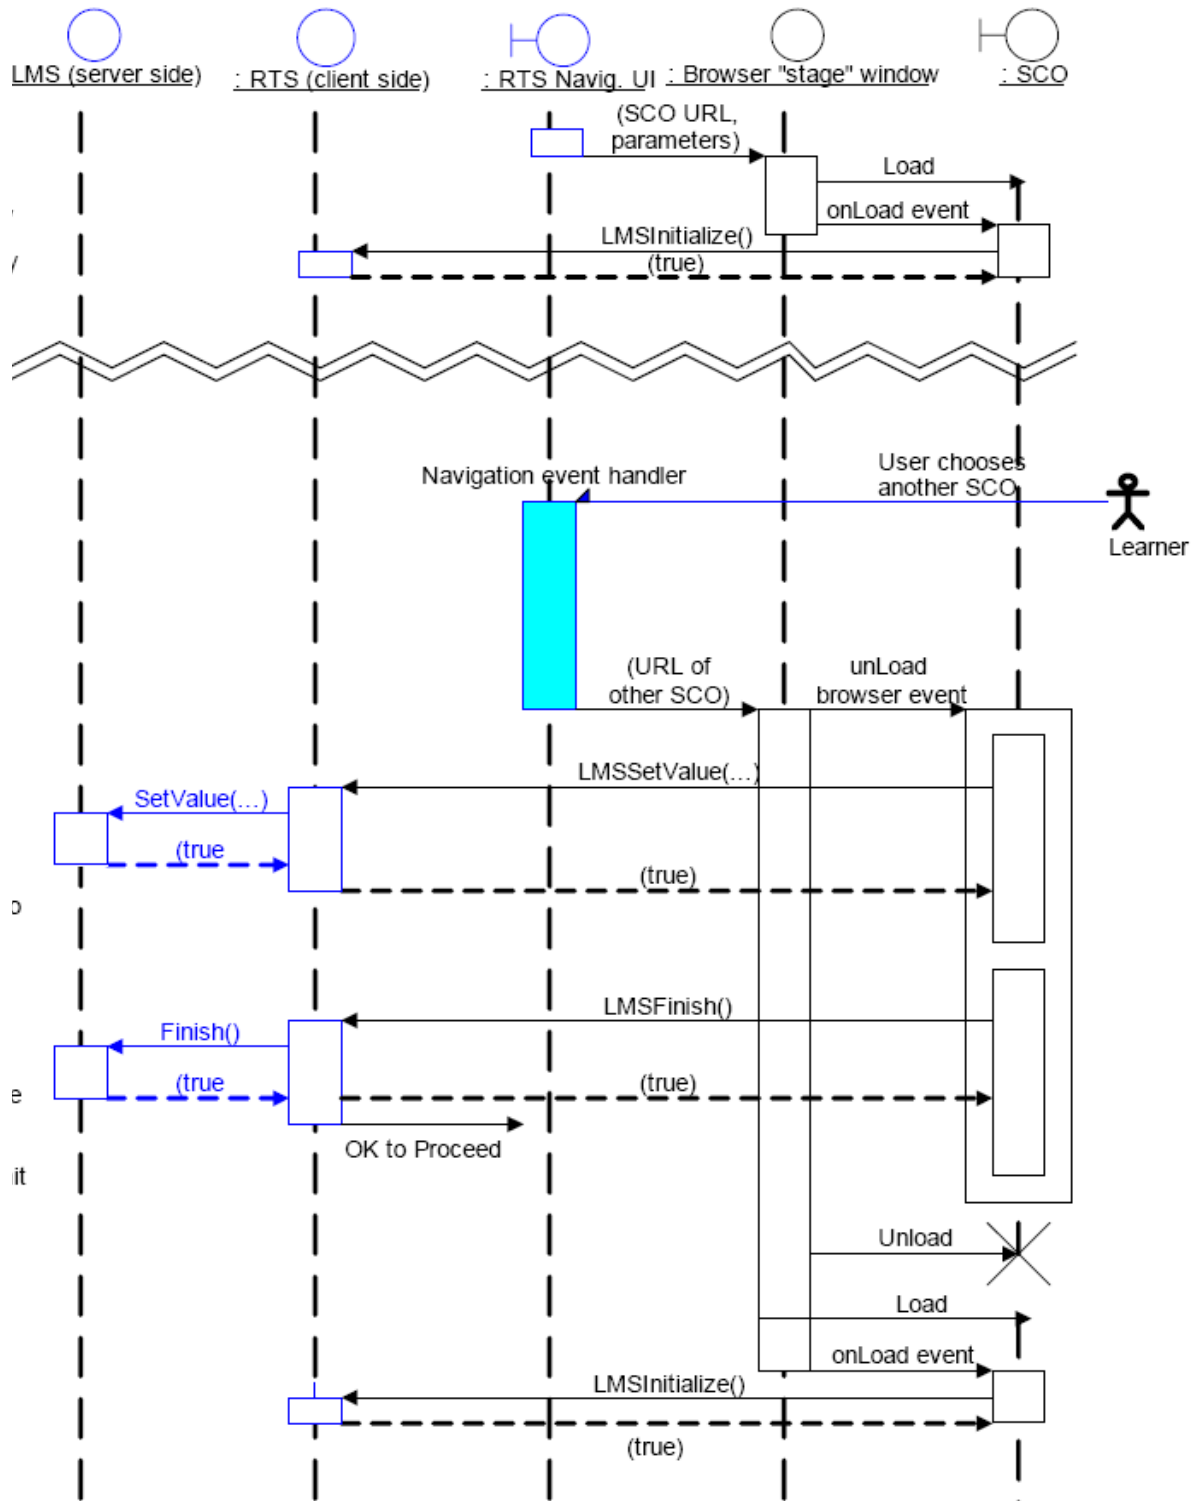 LMS (server side)
: RTS (client side)
: RTS Navig. UI
: Browser "stage" window
: SCO
(SCO URL,
parameters)
Load
onLoad event
LMSInitialize()
(true)
Navigation event handler
User chooses
another SCO
Learner
(URL of
other SCO)
unLoad
browser event
LMSSetValue(...)
SetValue(...)
(true
(true)
o
LMSFinish()
Finish()
(true
(true)
e
OK to Proceed
it
Unload
Load
onLoad event
LMSInitialize()
(true)